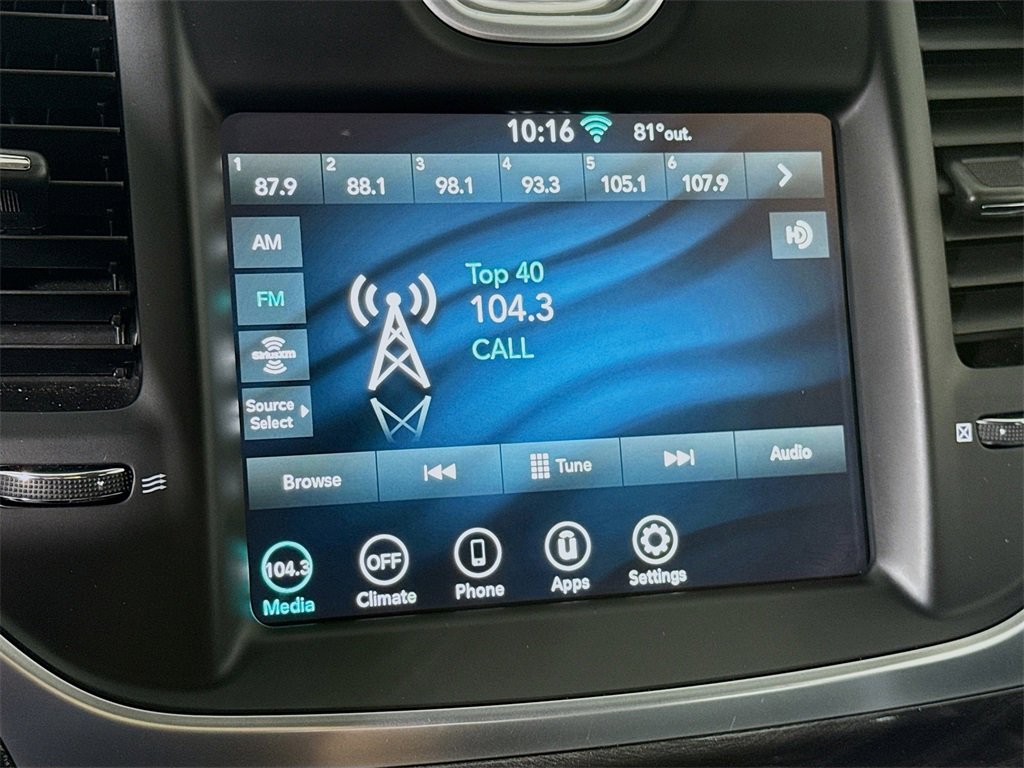 10:16 81°out.
1 87.9 2 88.1 3 98.1 4 93.3 5 105.1 6 107.9
AM
HD
Top 40
FM
104.3
CALL
SiriusXM
Source
Select
Browse Tune Audio
104.3 OFF
Media Climate Phone Apps Settings